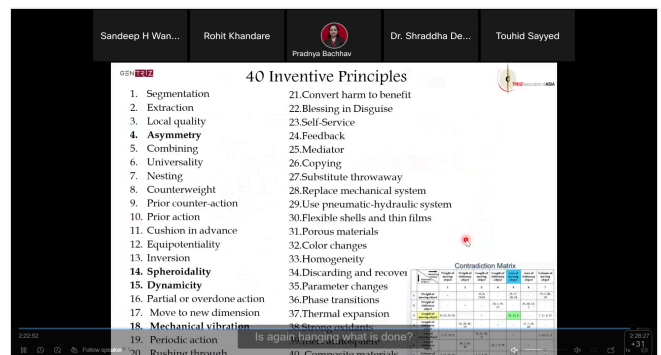 Sandeep H Wan...
Rohit Khandare
Pradnya Bachhav
Dr. Shraddha De...
Touhid Sayyed
GENTRIZ
40 Inventive Principles
TRIZ Association of ASIA
1. Segmentation
2. Extraction
3. Local quality
4. Asymmetry
5. Combining
6. Universality
7. Nesting
8. Counterweight
9. Prior counter-action
10. Prior action
11. Cushion in advance
12. Equipotentiality
13. Inversion
14. Spheroidality
15. Dynamicity
16. Partial or overdone action
17. Move to new dimension
18. Mechanical vibration
19. Periodic action
20. Rushing through
21.Convert harm to benefit
22.Blessing in Disguise
23.Self-Service
24.Feedback
25.Mediator
26.Copying
27.Substitute throwaway
28.Replace mechanical system
29.Use pneumatic-hydraulic system
30.Flexible shells and thin films
31.Porous materials
32.Color changes
33.Homogeneity
34.Discarding and recover
35.Parameter changes
36.Phase transitions
37.Thermal expansion
38.Strong oxidants
40.Composite materials
Contradiction Matrix
Is again hanging what is done?
2:22:52
2:26:27
Follow speaker
+31